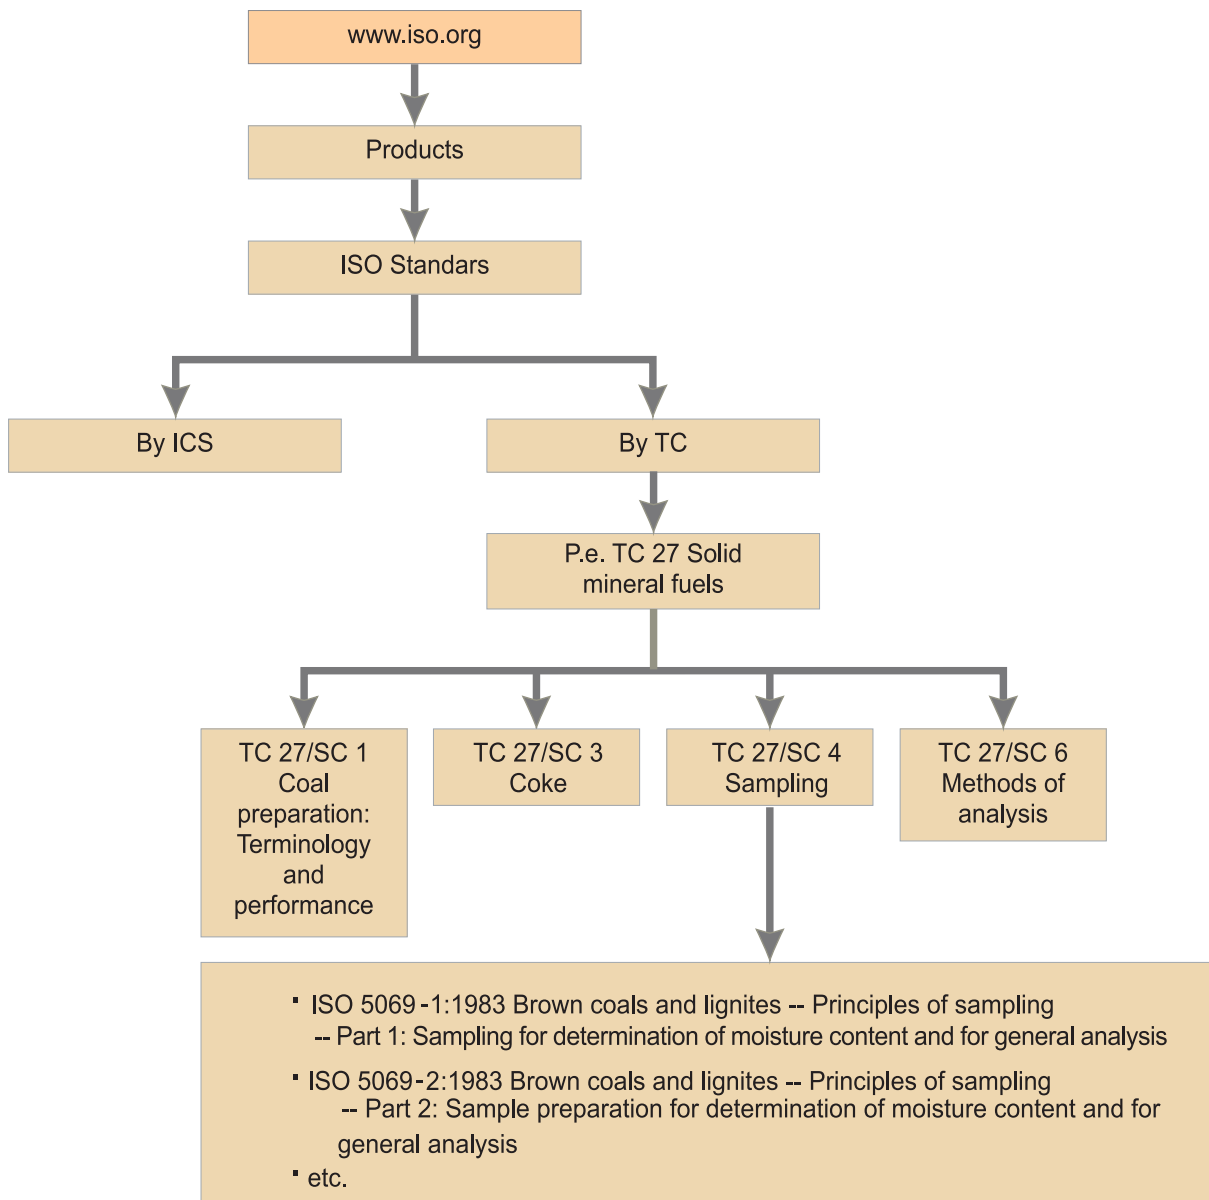 www.iso.org
Products
ISO Standars
By ICS
By TC
P.e. TC 27 Solid
mineral fuels
TC 27/SC 1
Coal
preparation:
Terminology
and
performance
TC 27/SC 3
Coke
TC 27/SC 4
Sampling
TC 27/SC 6
Methods of
analysis
▪ ISO 5069-1:1983 Brown coals and lignites -- Principles of sampling
-- Part 1: Sampling for determination of moisture content and for general analysis
▪ ISO 5069-2:1983 Brown coals and lignites -- Principles of sampling
-- Part 2: Sample preparation for determination of moisture content and for
general analysis
▪ etc.